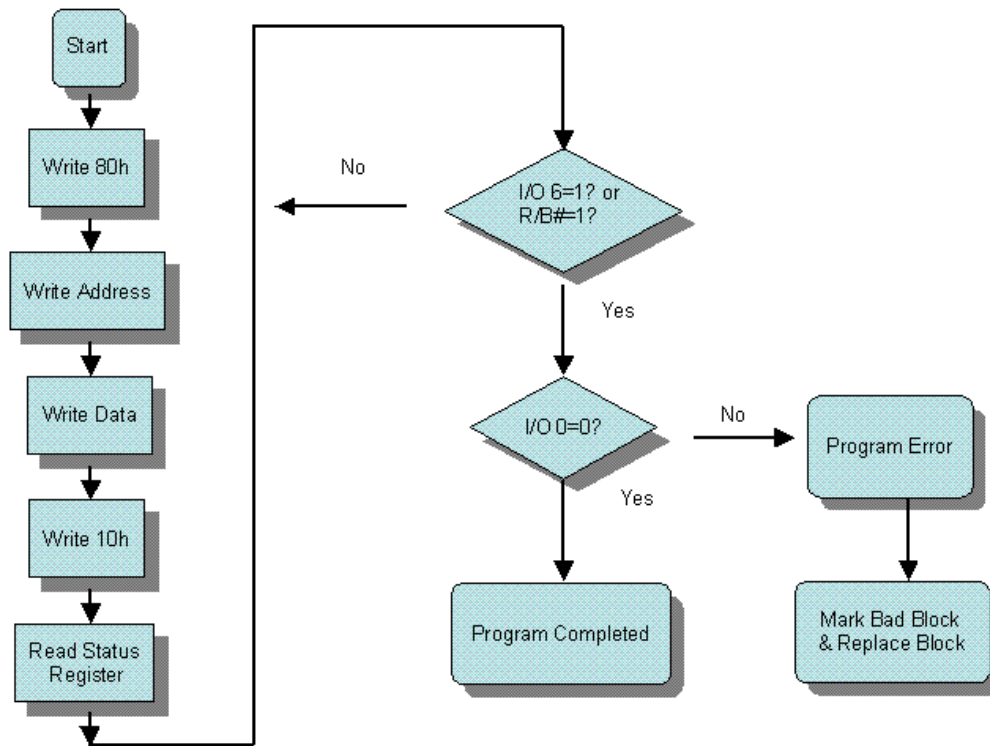 Start
Write 80h
Write Address
Write Data
Write 10h
Read Status
Register
No
I/O 6=1? or
R/B#=1?
Yes
I/O 0=0?
No
Program Error
Yes
Program Completed
Mark Bad Block
& Replace Block